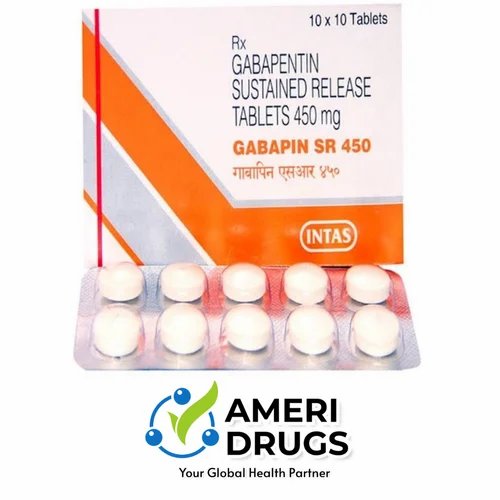 10 x 10 Tablets
Rx
GABAPENTIN
SUSTAINED RELEASE
TABLETS 450 mg
GABAPIN SR 450
गाबापिन एसआर ४५०
INTAS
AMERI
DRUGS
Your Global Health Partner